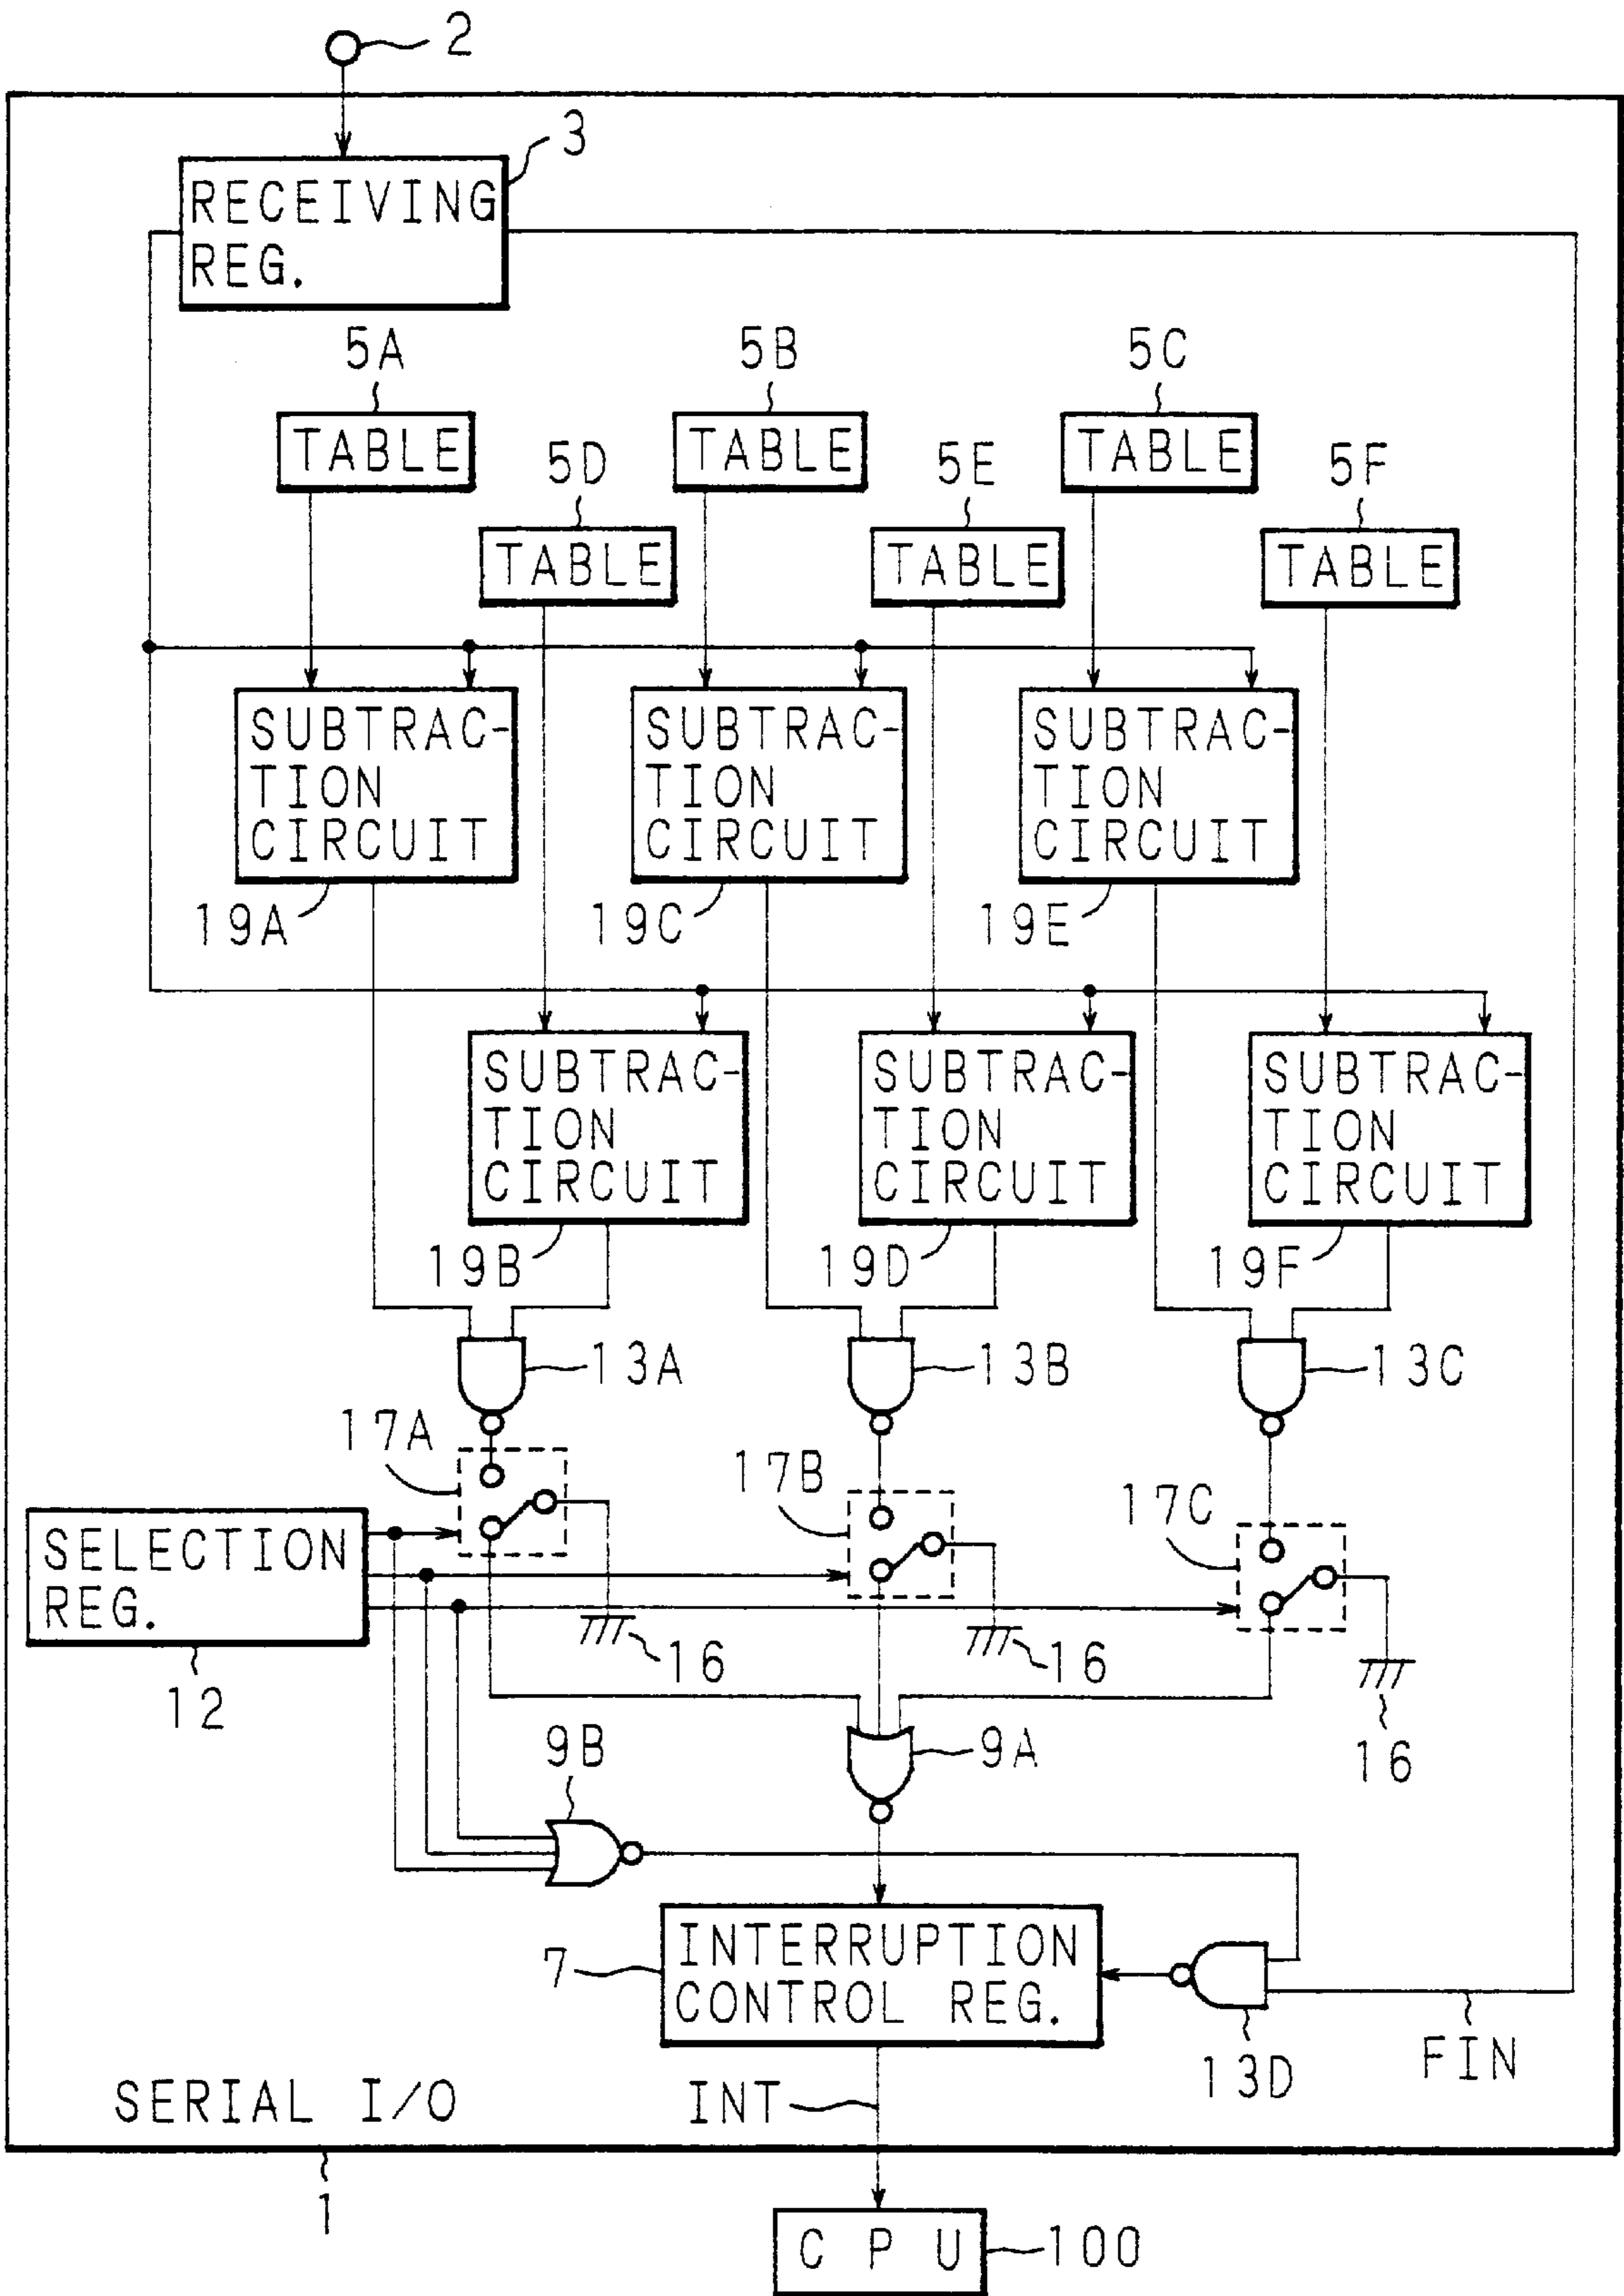 2
3
RECEIVING
REG.
5A
5B
5C
TABLE
TABLE
TABLE
5D
5E
5F
TABLE
TABLE
TABLE
SUBTRAC-
TION
CIRCUIT
SUBTRAC-
TION
CIRCUIT
SUBTRAC-
TION
CIRCUIT
19A
19C
19E
SUBTRAC-
TION
CIRCUIT
SUBTRAC-
TION
CIRCUIT
SUBTRAC-
TION
CIRCUIT
19B
19D
19F
13A
13B
13C
17A
17B
17C
SELECTION
REG.
12
16
16
16
9B
9A
7
INTERRUPTION
CONTROL REG.
13D
FIN
SERIAL I/O
INT
1
CPU
100